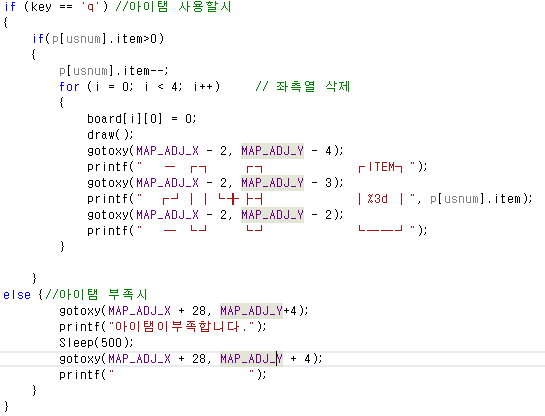 if (key == 'q') //아이탬 사용할시
{
if(p[usnum].item>0)
{
p[usnum].item--;
for (i = 0; i < 4; i++) // 좌측열 삭제
{
board[i][0] = 0;
draw();
gotoxy(MAP_ADJ_X - 2, MAP_ADJ_Y - 4);
printf("  ─ ┌┐    ┌┐          ┌ITEM┐");
gotoxy(MAP_ADJ_X - 2, MAP_ADJ_Y - 3);
printf("  ┌┘││└╂├┤          │%3d │", p[usnum].item);
gotoxy(MAP_ADJ_X - 2, MAP_ADJ_Y - 2);
printf("  ─ └┘    └┘          └──┘");
}
}
else {//아이탬 부족시
gotoxy(MAP_ADJ_X + 28, MAP_ADJ_Y+4);
printf("아이탬이부족합니다.");
Sleep(500);
gotoxy(MAP_ADJ_X + 28, MAP_ADJ_Y + 4);
printf("                  ");
}
}